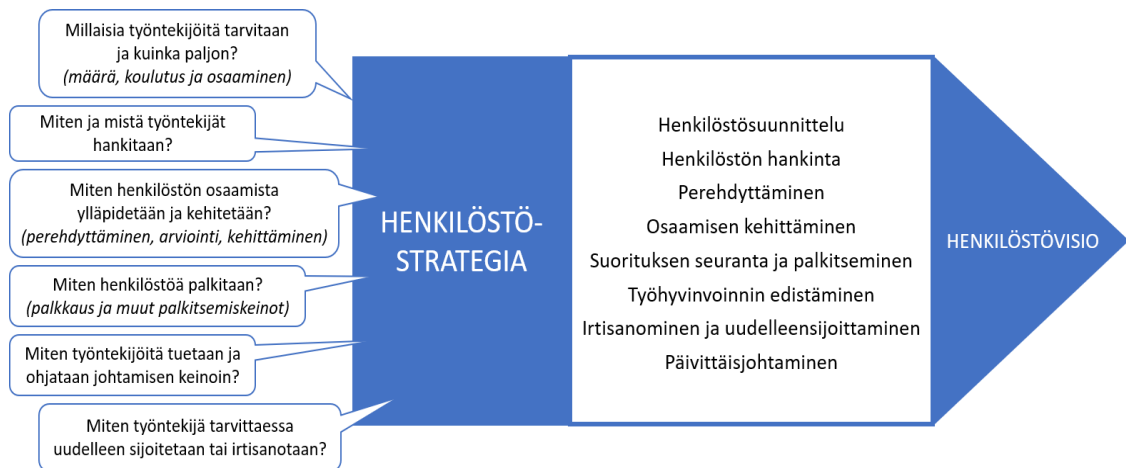 Millaisia työntekijöitä tarvitaan
ja kuinka paljon?
(määrä, koulutus ja osaaminen)
Miten ja mistä työntekijät
hankitaan?
Miten henkilöstön osaamista
ylläpidetään ja kehitetään?
(perehdyttäminen, arviointi, kehittäminen)
Miten henkilöstöä palkitaan?
(palkkaus ja muut palkitsemiskeinot)
Miten työntekijöitä tuetaan ja
ohjataan johtamisen keinoin?
Miten työntekijä tarvittaessa
uudelleen sijoitetaan tai irtisanotaan?
HENKILÖSTÖ-
STRATEGIA
Henkilöstösuunnittelu
Henkilöstön hankinta
Perehdyttäminen
Osaamisen kehittäminen
Suorituksen seuranta ja palkitseminen
Työhyvinvoinnin edistäminen
Irtisanominen ja uudelleensijoittaminen
Päivittäisjohtaminen
HENKILÖSTÖVISIO